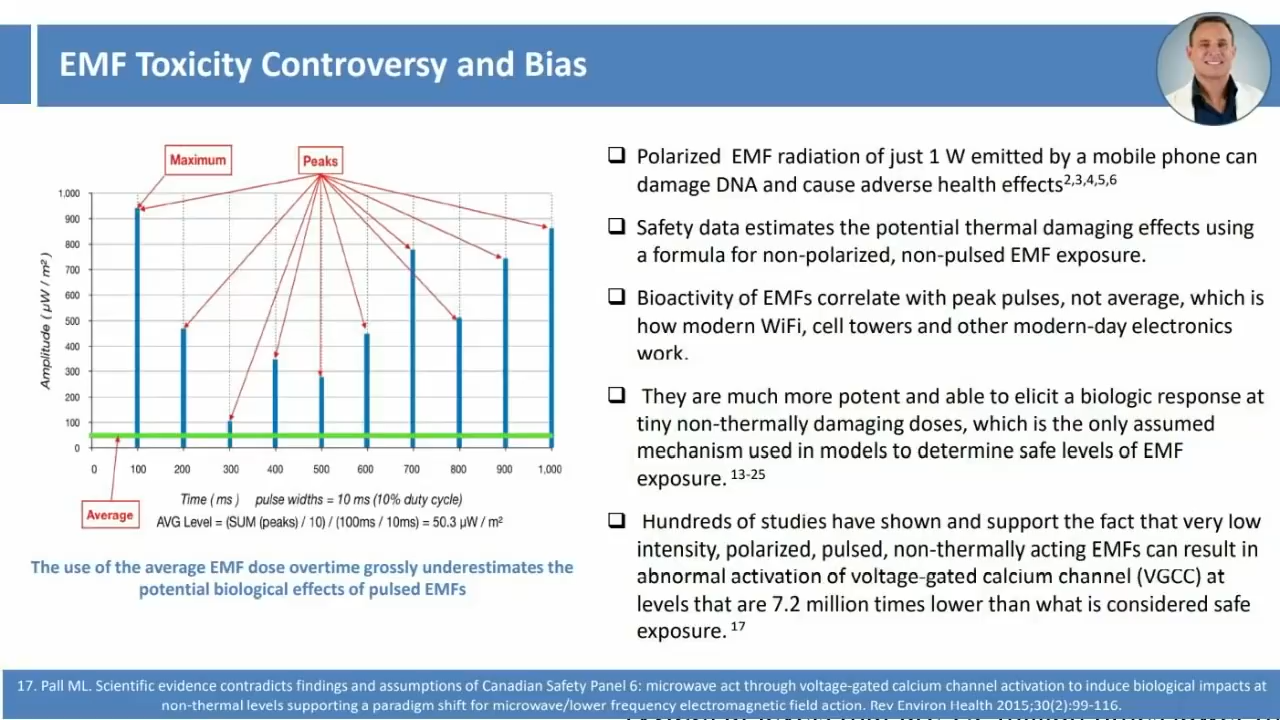 EMF Toxicity Controversy and Bias
Maximum
Peaks
1,000
900
800
700
600
500
400
300
200
100
0
Amplitude ( µW / m² )
0 100 200 300 400 500 600 700 800 900 1,000
Average
Time ( ms ) pulse widths = 10 ms (10% duty cycle)
AVG Level = (SUM (peaks) / 10) / (100ms / 10ms) = 50.3 µW / m²
The use of the average EMF dose overtime grossly underestimates the
potential biological effects of pulsed EMFs
❑ Polarized EMF radiation of just 1 W emitted by a mobile phone can
damage DNA and cause adverse health effects2,3,4,5,6
❑ Safety data estimates the potential thermal damaging effects using
a formula for non-polarized, non-pulsed EMF exposure.
❑ Bioactivity of EMFs correlate with peak pulses, not average, which is
how modern WiFi, cell towers and other modern-day electronics
work.
❑ They are much more potent and able to elicit a biologic response at
tiny non-thermally damaging doses, which is the only assumed
mechanism used in models to determine safe levels of EMF
exposure. 13-25
❑ Hundreds of studies have shown and support the fact that very low
intensity, polarized, pulsed, non-thermally acting EMFs can result in
abnormal activation of voltage-gated calcium channel (VGCC) at
levels that are 7.2 million times lower than what is considered safe
exposure. 17
17. Pall ML. Scientific evidence contradicts findings and assumptions of Canadian Safety Panel 6: microwave act through voltage-gated calcium channel activation to induce biological impacts at
non-thermal levels supporting a paradigm shift for microwave/lower frequency electromagnetic field action. Rev Environ Health 2015;30(2):99-116.